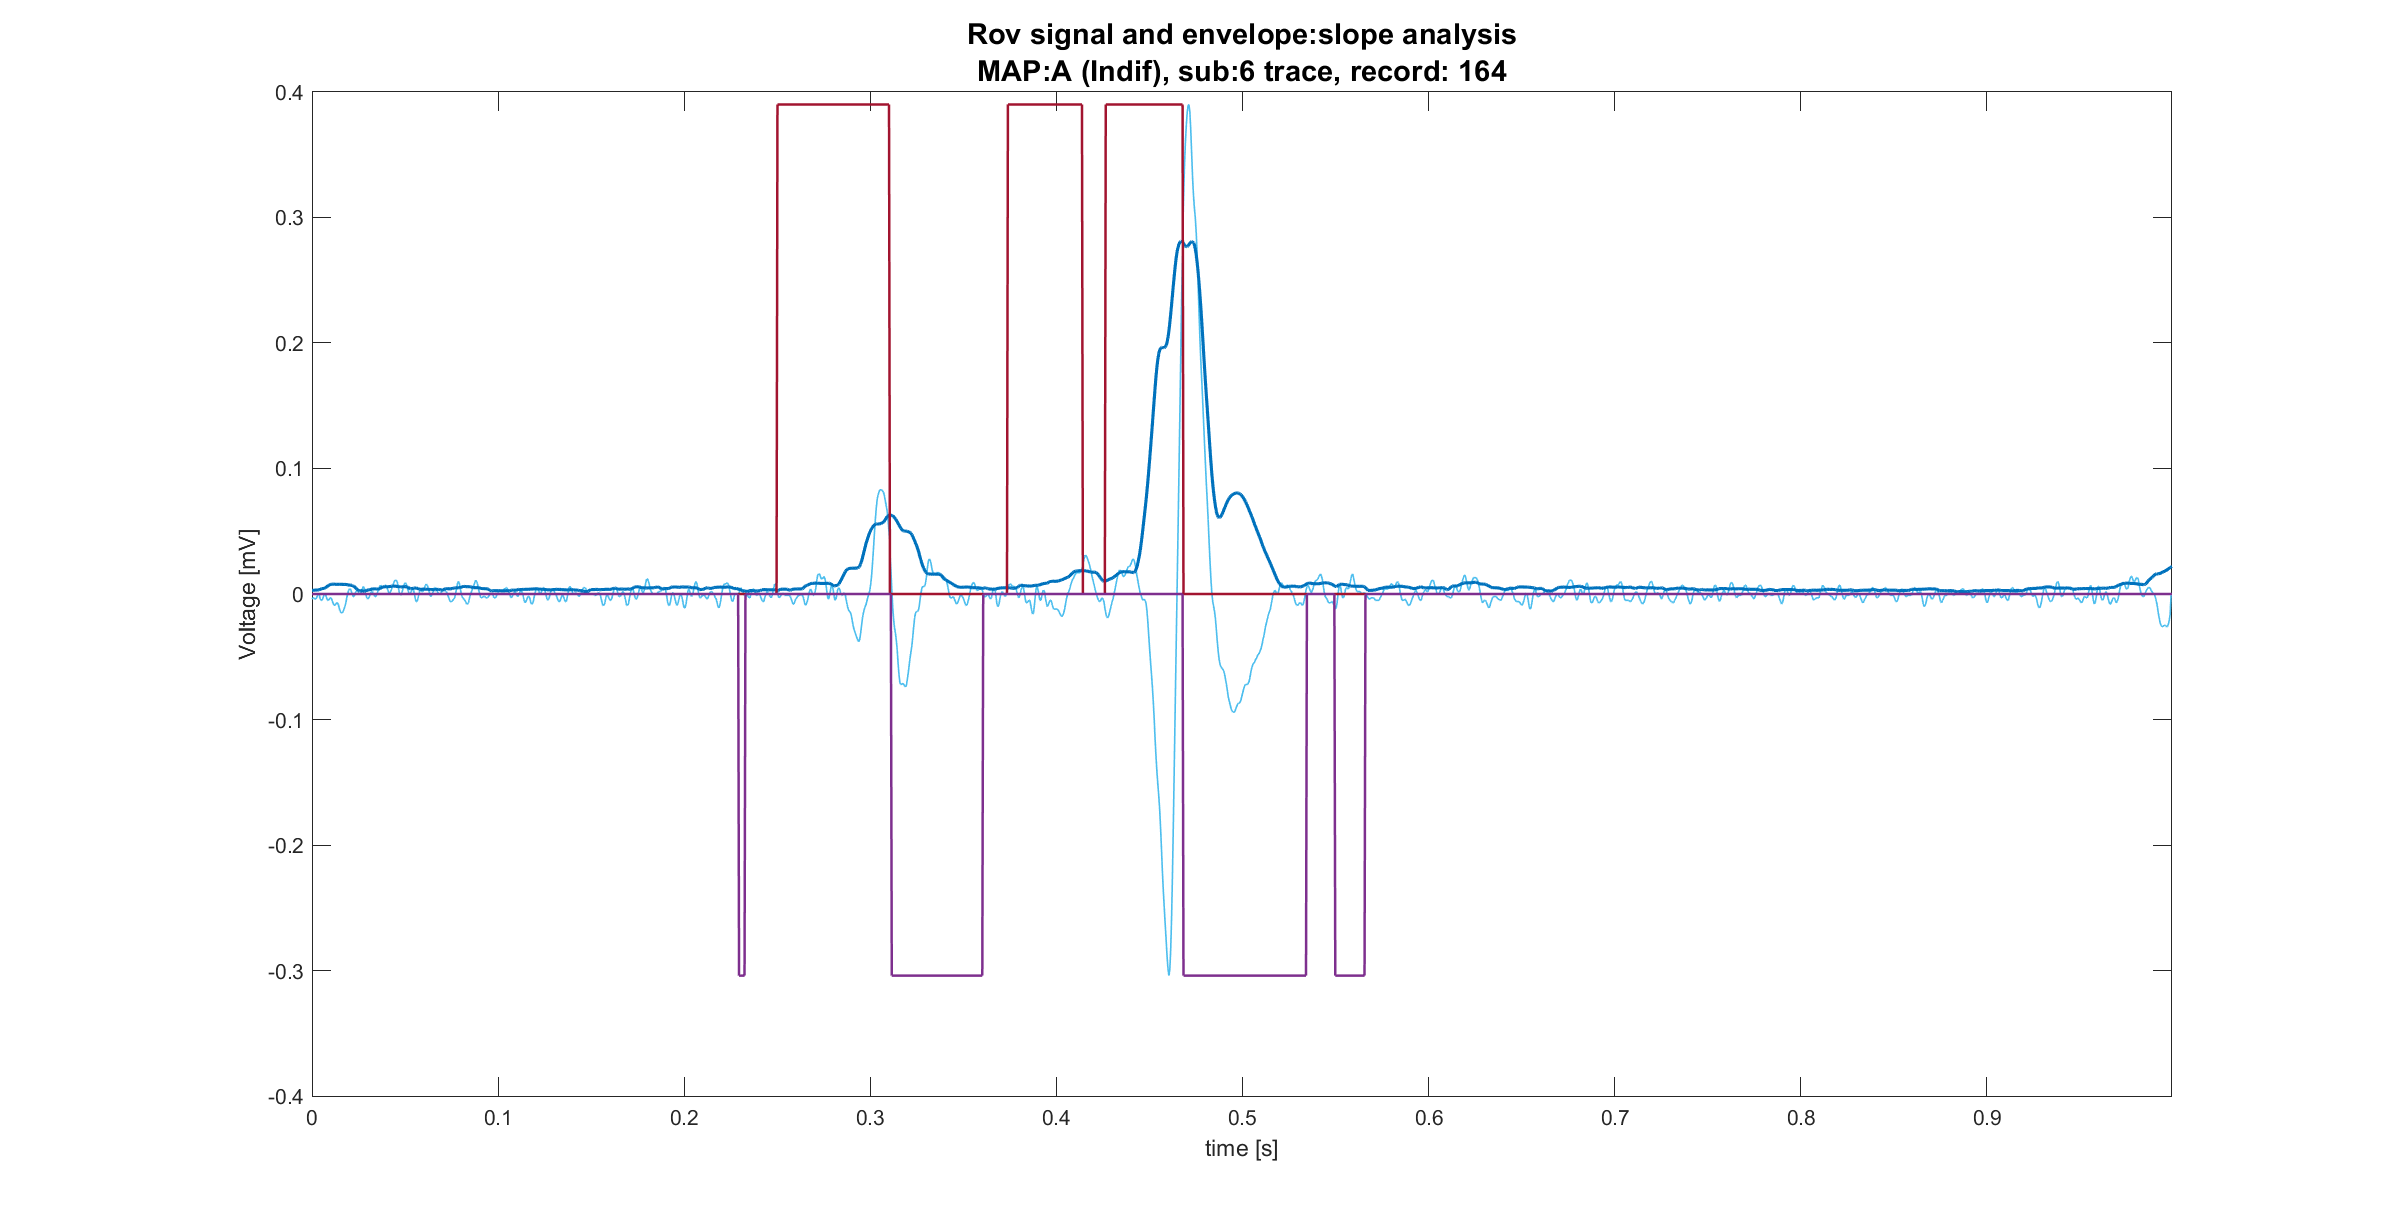 Rov signal and envelope:slope analysis
MAP:A (Indif), sub:6 trace, record: 164
0.4
0.3
0.2
0.1
0
-0.1
-0.2
-0.3
-0.4
Voltage [mV]
0 0.1 0.2 0.3 0.4 0.5 0.6 0.7 0.8 0.9
time [s]